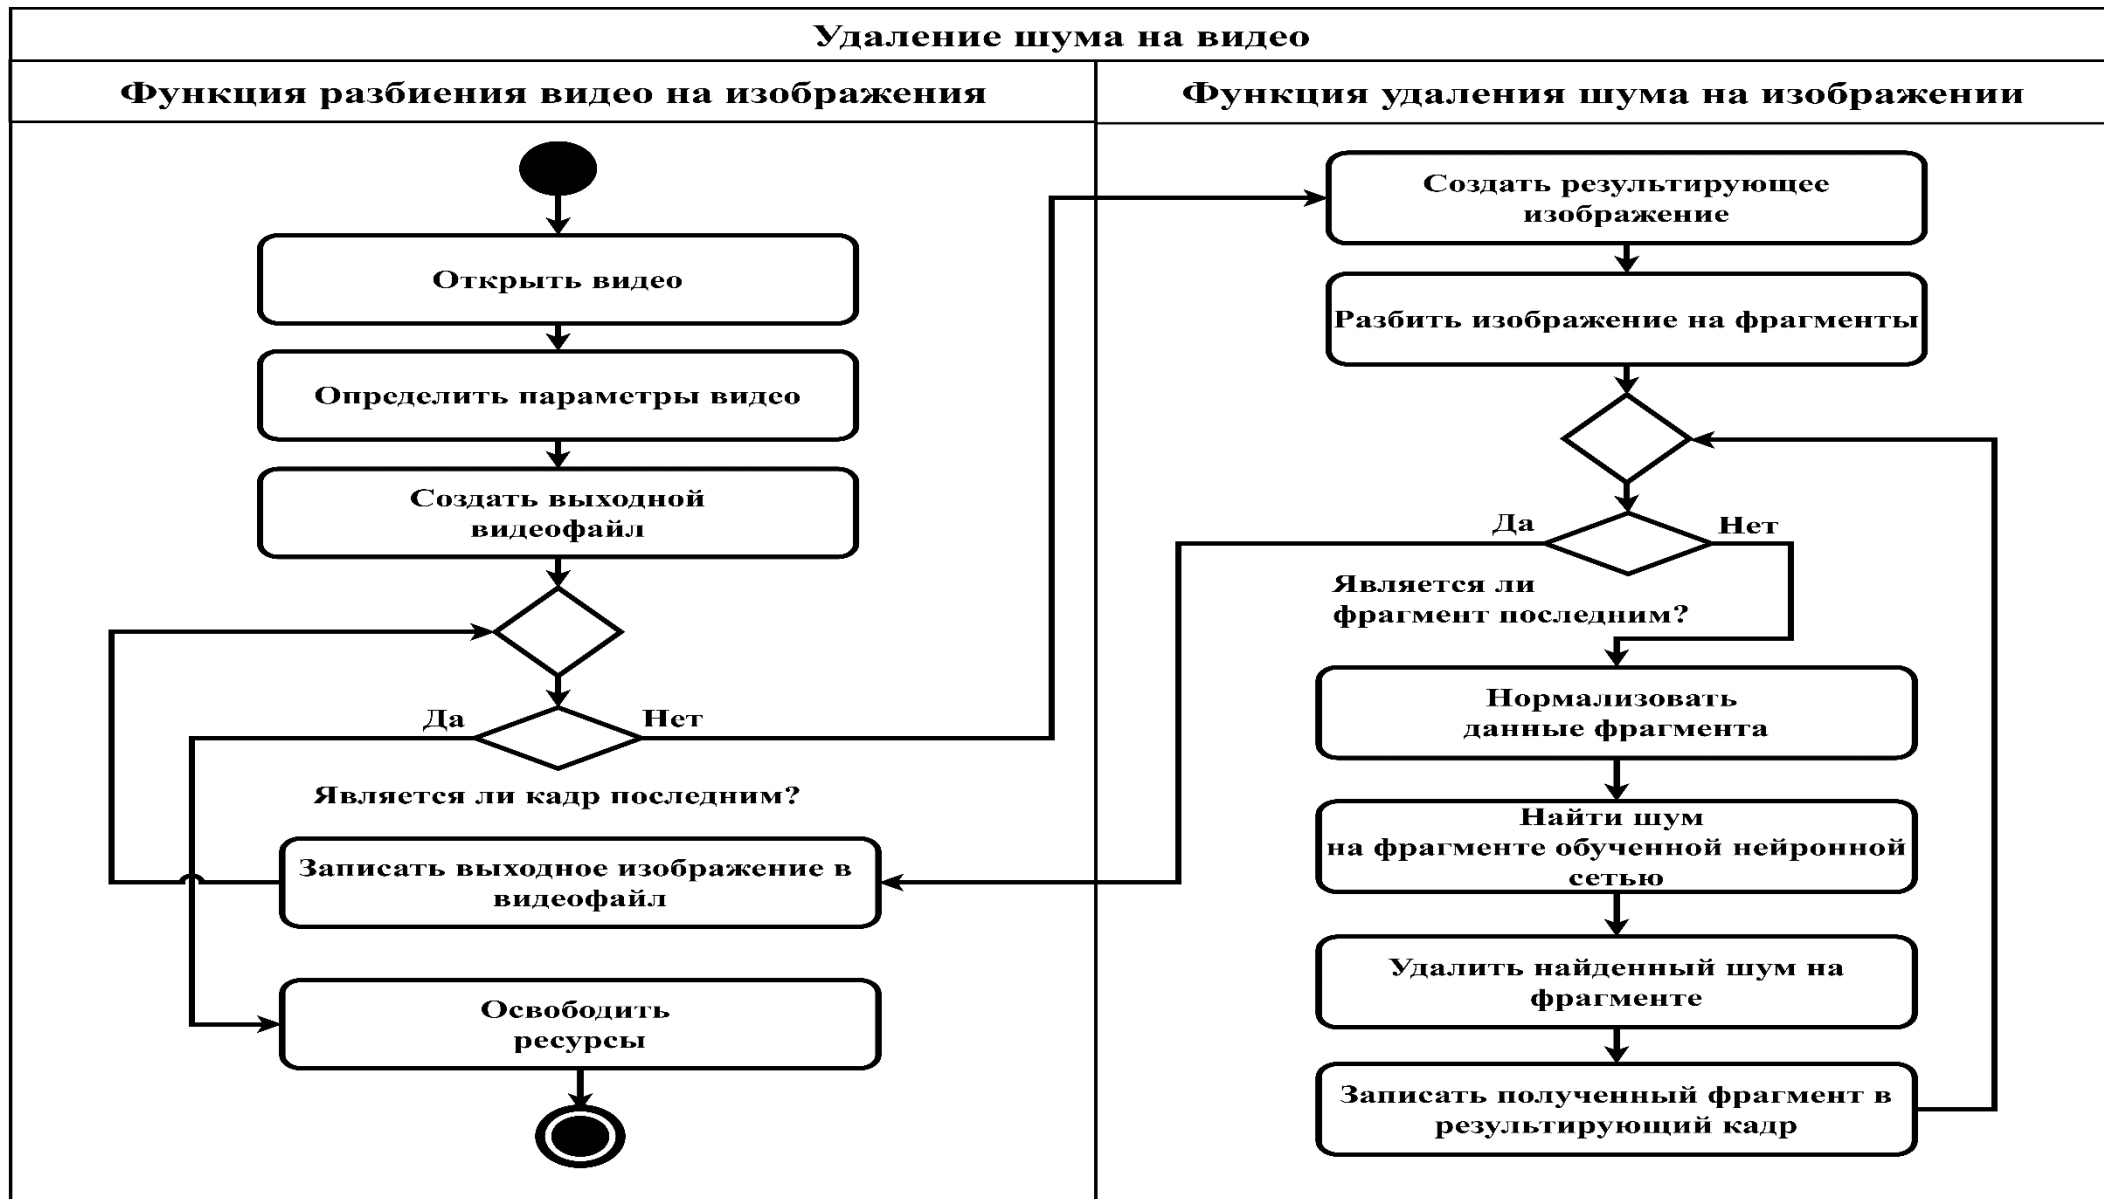 Удаление шума на видео
Функция разбиения видео на изображения
Функция удаления шума на изображении
Открыть видео
Определить параметры видео
Создать выходной
видеофайл
Да
Нет
Является ли кадр последним?
Записать выходное изображение в
видеофайл
Освободить
ресурсы
Создать результирующее
изображение
Разбить изображение на фрагменты
Да
Нет
Является ли
фрагмент последним?
Нормализовать
данные фрагмента
Найти шум
на фрагменте обученной нейронной
сетью
Удалить найденный шум на
фрагменте
Записать полученный фрагмент в
результирующий кадр